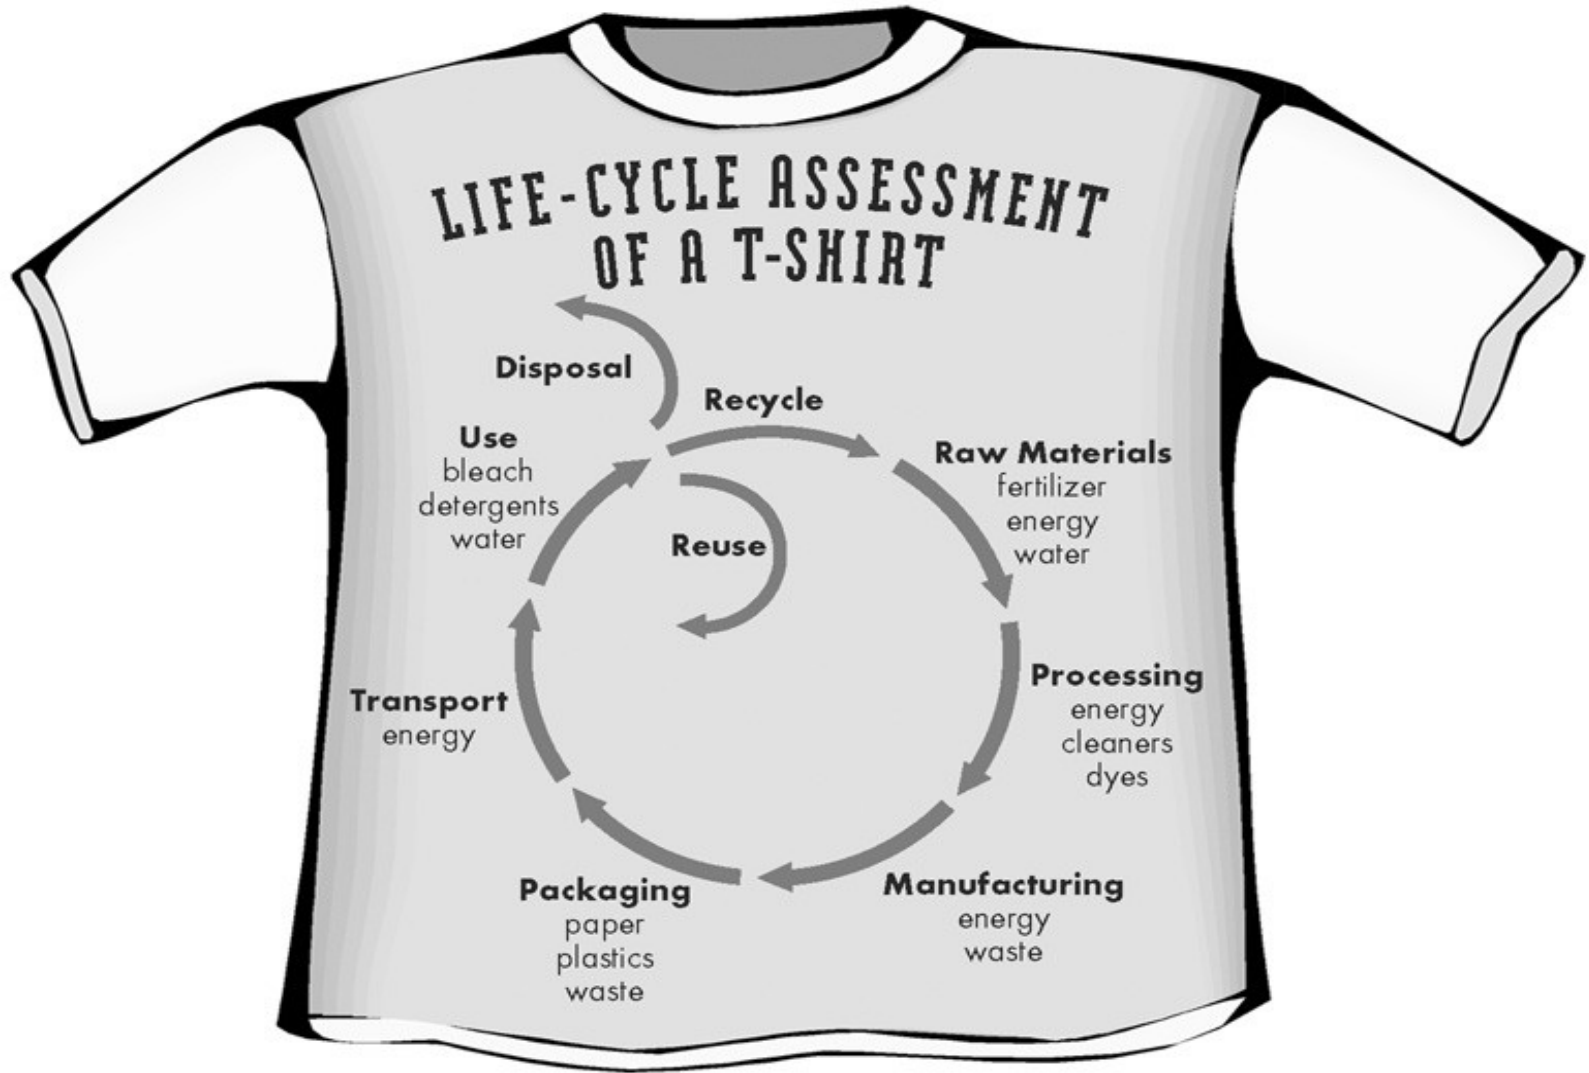 LIFE-CYCLE ASSESSMENT
OF A T-SHIRT
Disposal
Recycle
Use
bleach
detergents
water
Raw Materials
fertilizer
energy
water
Reuse
Processing
energy
cleaners
dyes
Transport
energy
Manufacturing
energy
waste
Packaging
paper
plastics
waste